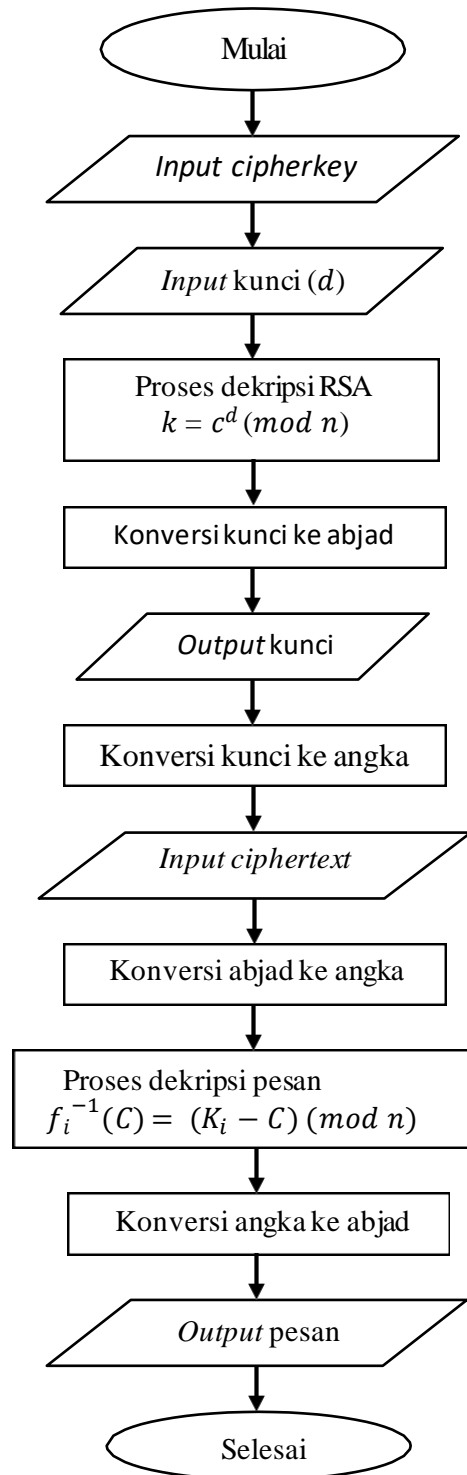 Mulai
Input cipherkey
Input kunci (d)
Proses dekripsi RSA
k = c^d (mod n)
Konversi kunci ke abjad
Output kunci
Konversi kunci ke angka
Input ciphertext
Konversi abjad ke angka
Proses dekripsi pesan
f_i^{-1}(C) = (K_i − C) (mod n)
Konversi angka ke abjad
Output pesan
Selesai